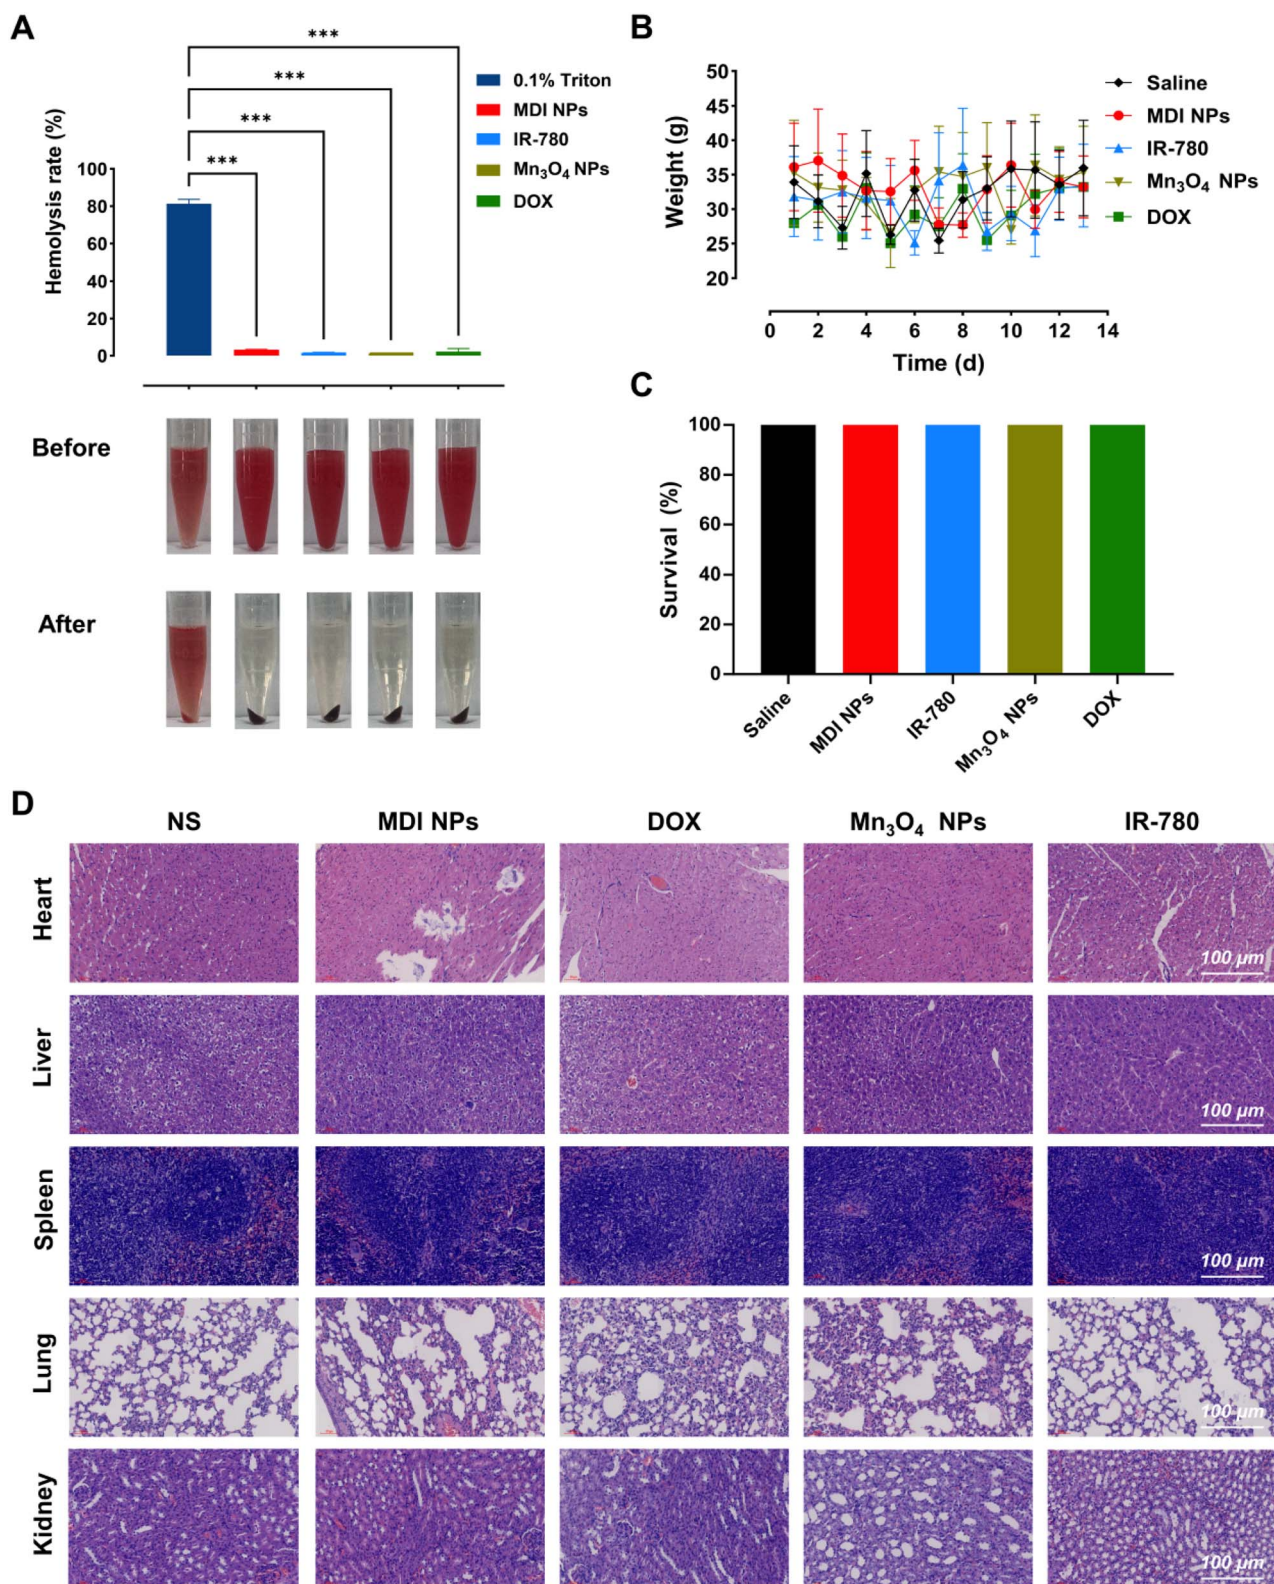 A
***
***
***
***
Hemolysis rate (%)
100
80
60
40
20
0
0.1% Triton
MDI NPs
IR-780
Mn₃O₄ NPs
DOX
Before
After
B
Weight (g)
50
45
40
35
30
25
20
0 2 4 6 8 10 12 14
Time (d)
Saline
MDI NPs
IR-780
Mn₃O₄ NPs
DOX
C
Survival (%)
100
80
60
40
20
0
Saline
MDI NPs
IR-780
Mn₃O₄ NPs
DOX
D
NS MDI NPs DOX Mn₃O₄ NPs IR-780
Heart
100 μm
Liver
100 μm
Spleen
100 μm
Lung
100 μm
Kidney
100 μm